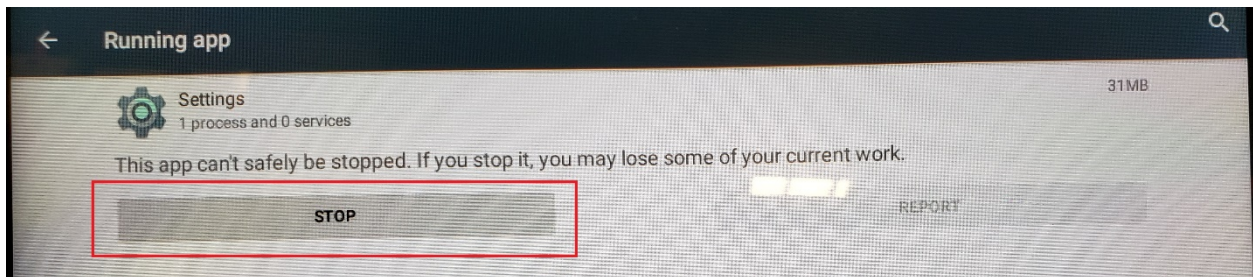 Running app
Settings
31MB
1 process and 0 services
This app can't safely be stopped. If you stop it, you may lose some of your current work.
STOP
REPORT